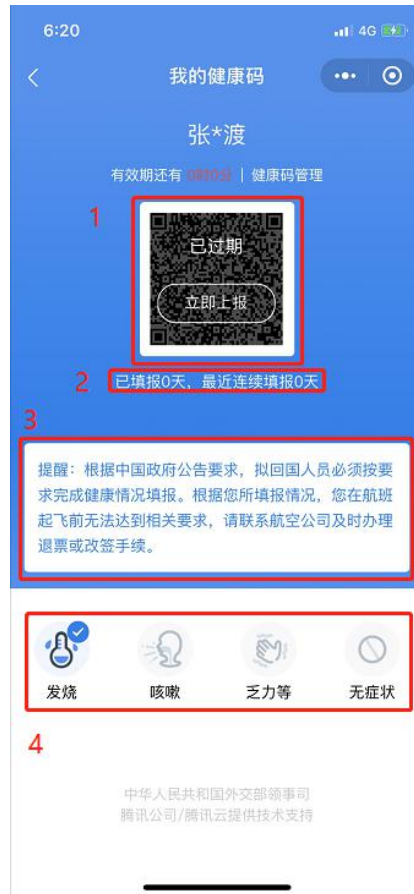 6:20
4G
我的健康码
张*渡
有效期还有 0时0分 | 健康码管理
1
已过期
立即上报
2
已填报0天，最近连续填报0天
3
提醒：根据中国政府公告要求，拟回国人员必须按要
求完成健康情况填报。根据您所填报情况，您在航班
起飞前无法达到相关要求，请联系航空公司及时办理
退票或改签手续。
发烧
咳嗽
乏力等
无症状
4
中华人民共和国外交部领事司
腾讯公司/腾讯云提供技术支持